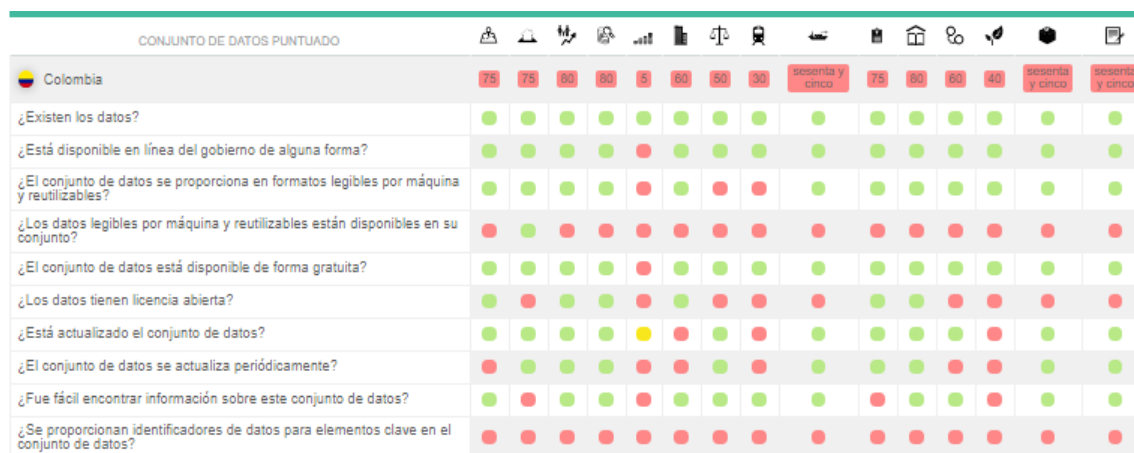 CONJUNTO DE DATOS PUNTUADO
Colombia 75 75 80 80 5 60 50 30 sesenta y cinco 75 80 60 40 sesenta y cinco sesenta y cinco
¿Existen los datos?
¿Está disponible en línea del gobierno de alguna forma?
¿El conjunto de datos se proporciona en formatos legibles por máquina
y reutilizables?
¿Los datos legibles por máquina y reutilizables están disponibles en su
conjunto?
¿El conjunto de datos está disponible de forma gratuita?
¿Los datos tienen licencia abierta?
¿Está actualizado el conjunto de datos?
¿El conjunto de datos se actualiza periódicamente?
¿Fue fácil encontrar información sobre este conjunto de datos?
¿Se proporcionan identificadores de datos para elementos clave en el
conjunto de datos?